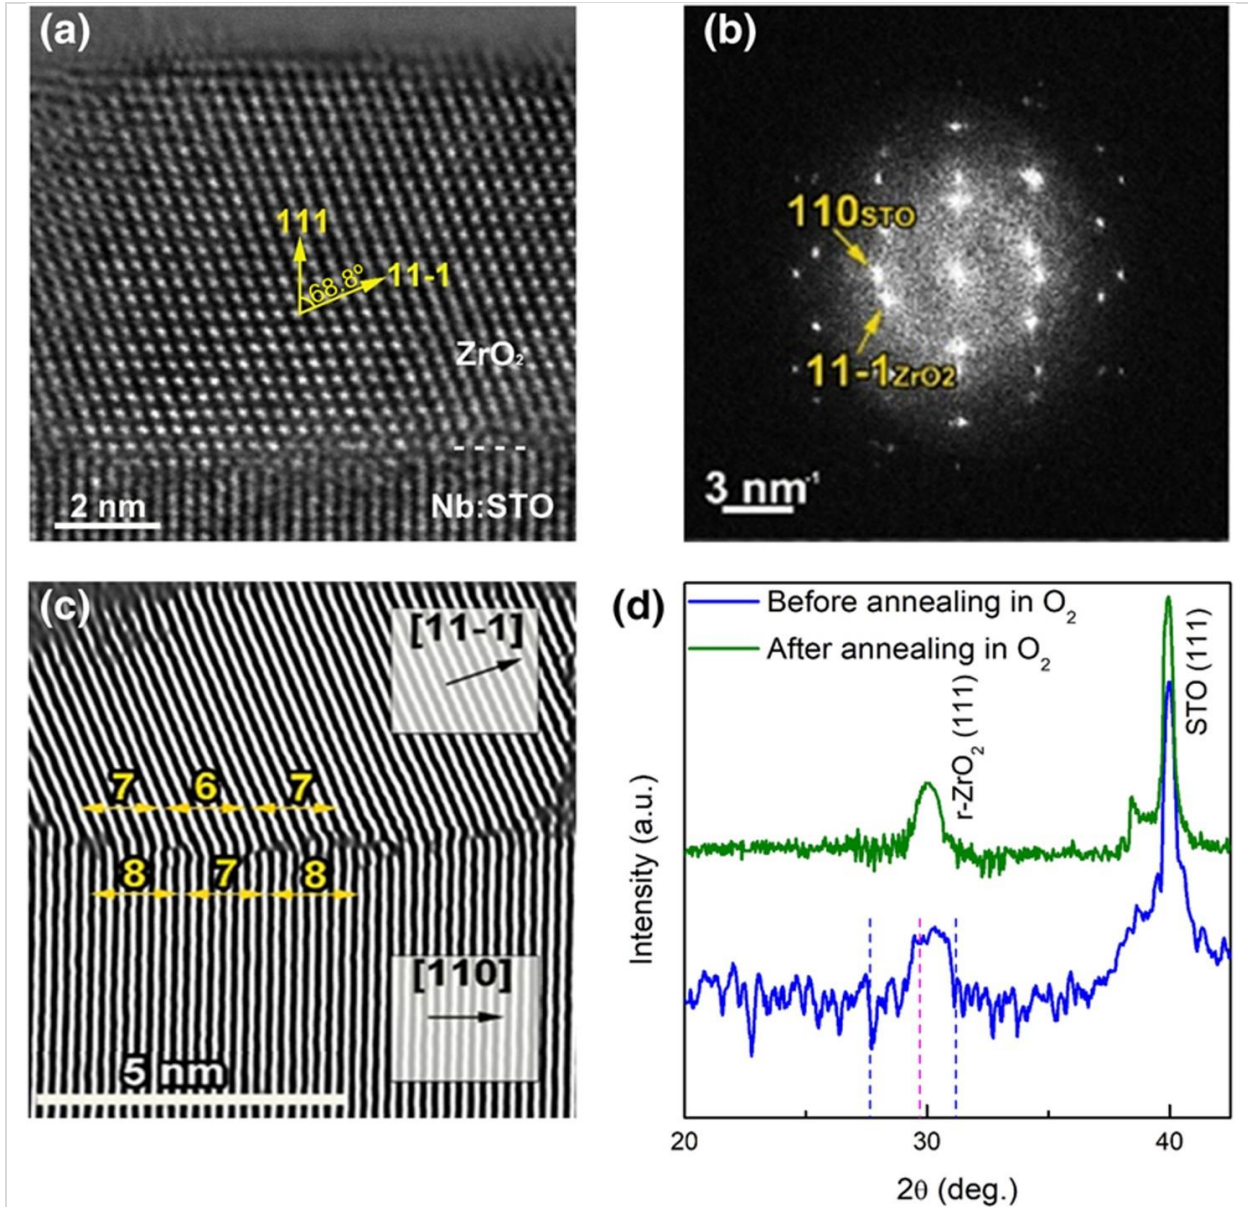 (a)
111
68.8°
11-1
ZrO₂
2 nm
Nb:STO
(b)
110STO
11-1ZrO2
3 nm⁻¹
(c)
[11-1]
7 6 7
8 7 8
[110]
5 nm
(d)
Before annealing in O₂
After annealing in O₂
r-ZrO₂ (111)
STO (111)
Intensity (a.u.)
20 30 40
2θ (deg.)